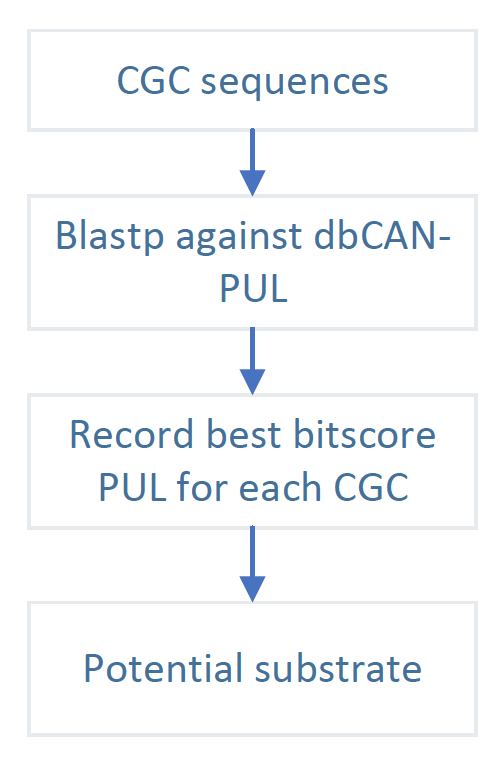 CGC sequences
Blastp against dbCAN-
PUL
Record best bitscore
PUL for each CGC
Potential substrate